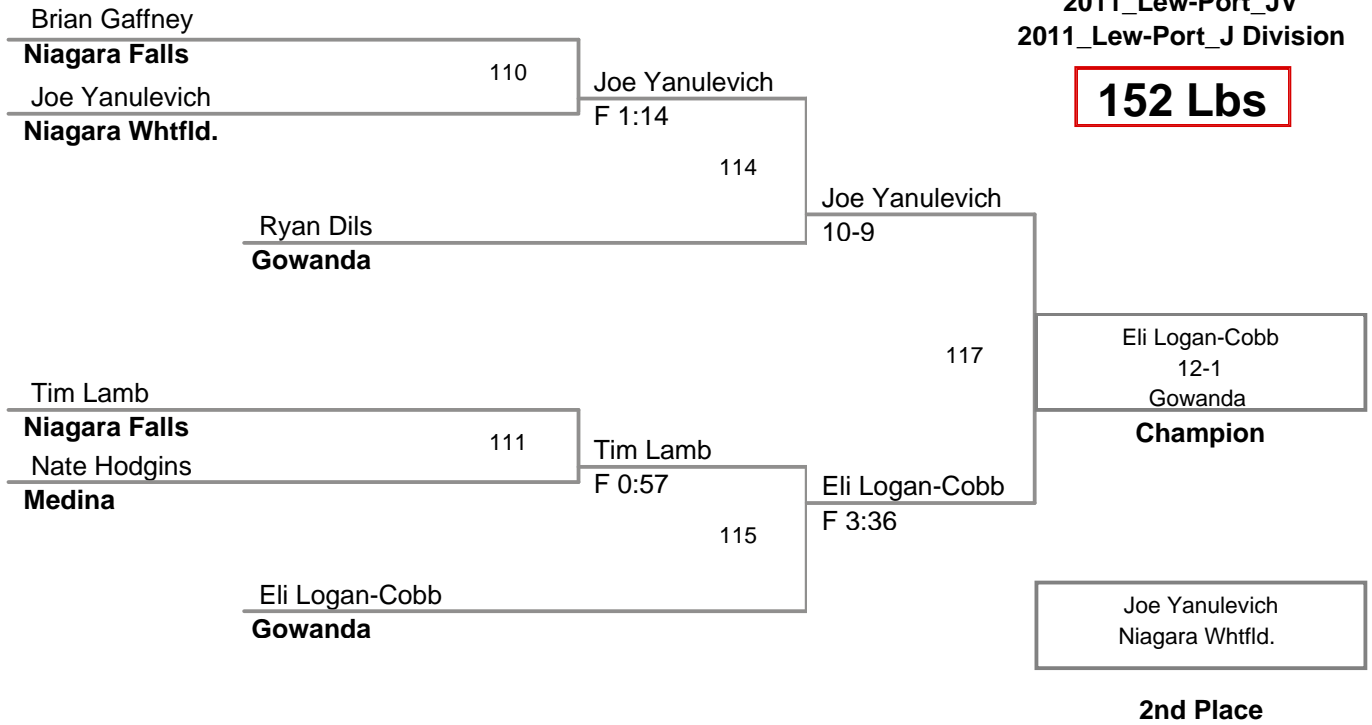 2011_Lew-Port_JV
2011_Lew-Port_J Division
152 Lbs
Brian Gaffney
Niagara Falls
110
Joe Yanulevich
Niagara Whtfld.
Joe Yanulevich
F 1:14
114
Ryan Dils
Gowanda
Joe Yanulevich
10-9
117
Tim Lamb
Niagara Falls
111
Nate Hodgins
Medina
Tim Lamb
F 0:57
115
Eli Logan-Cobb
Gowanda
Eli Logan-Cobb
F 3:36
Eli Logan-Cobb
12-1
Gowanda
Champion
Joe Yanulevich
Niagara Whtfld.
2nd Place